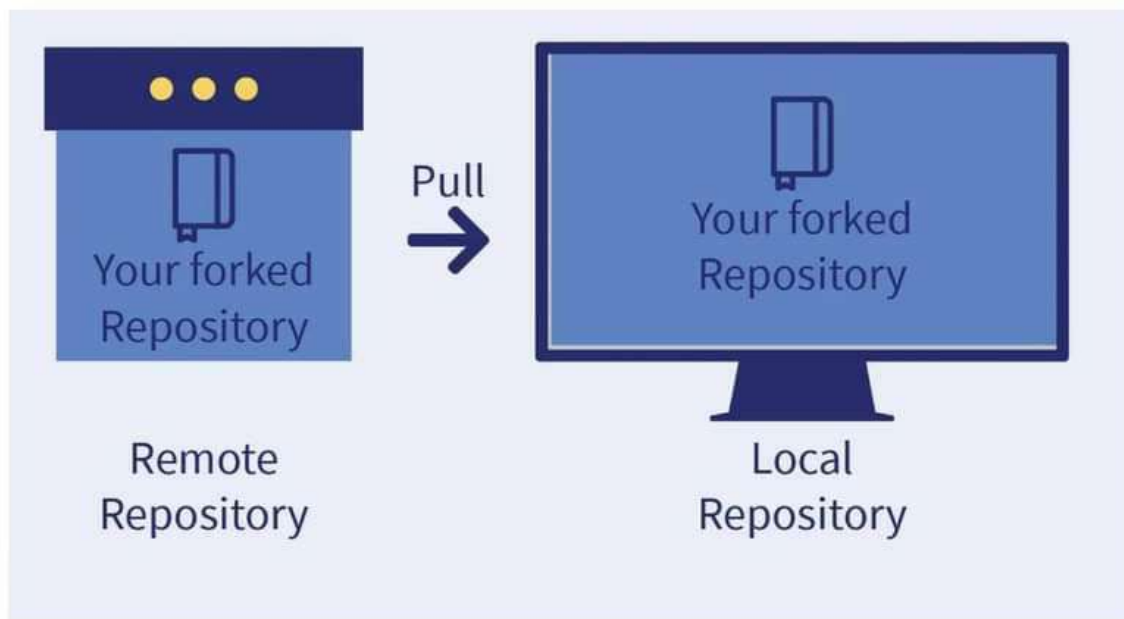 Your forked
Repository
Pull
Your forked
Repository
Remote
Repository
Local
Repository